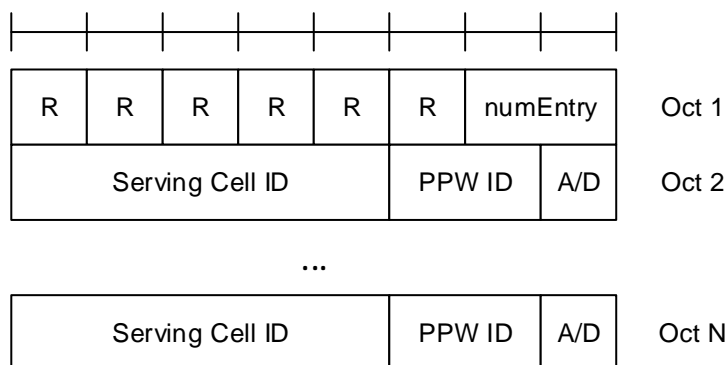 R R R R R R numEntry Oct 1
Serving Cell ID PPW ID A/D Oct 2
...
Serving Cell ID PPW ID A/D Oct N